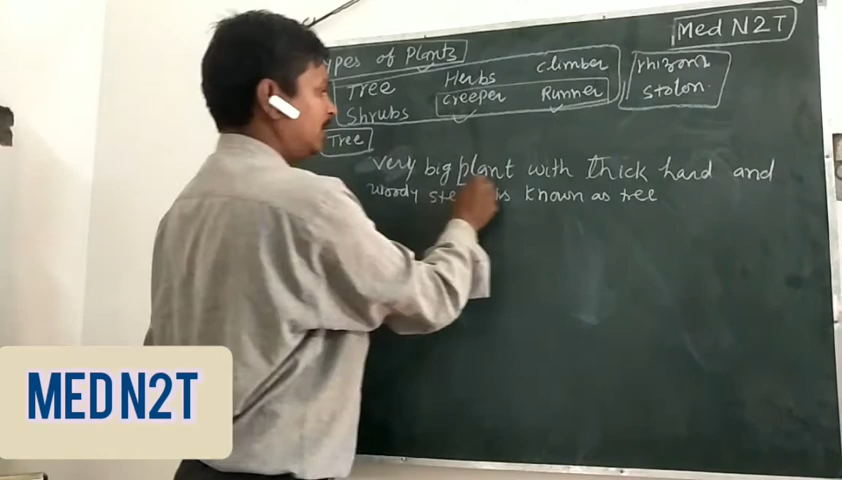 Med N2T
Types of Plants
Tree Herbs climber
Shrubs creeper Runner
rhizome
stolon
Tree
Very big plant with thick hard and
woody is known as tree
MED N2T